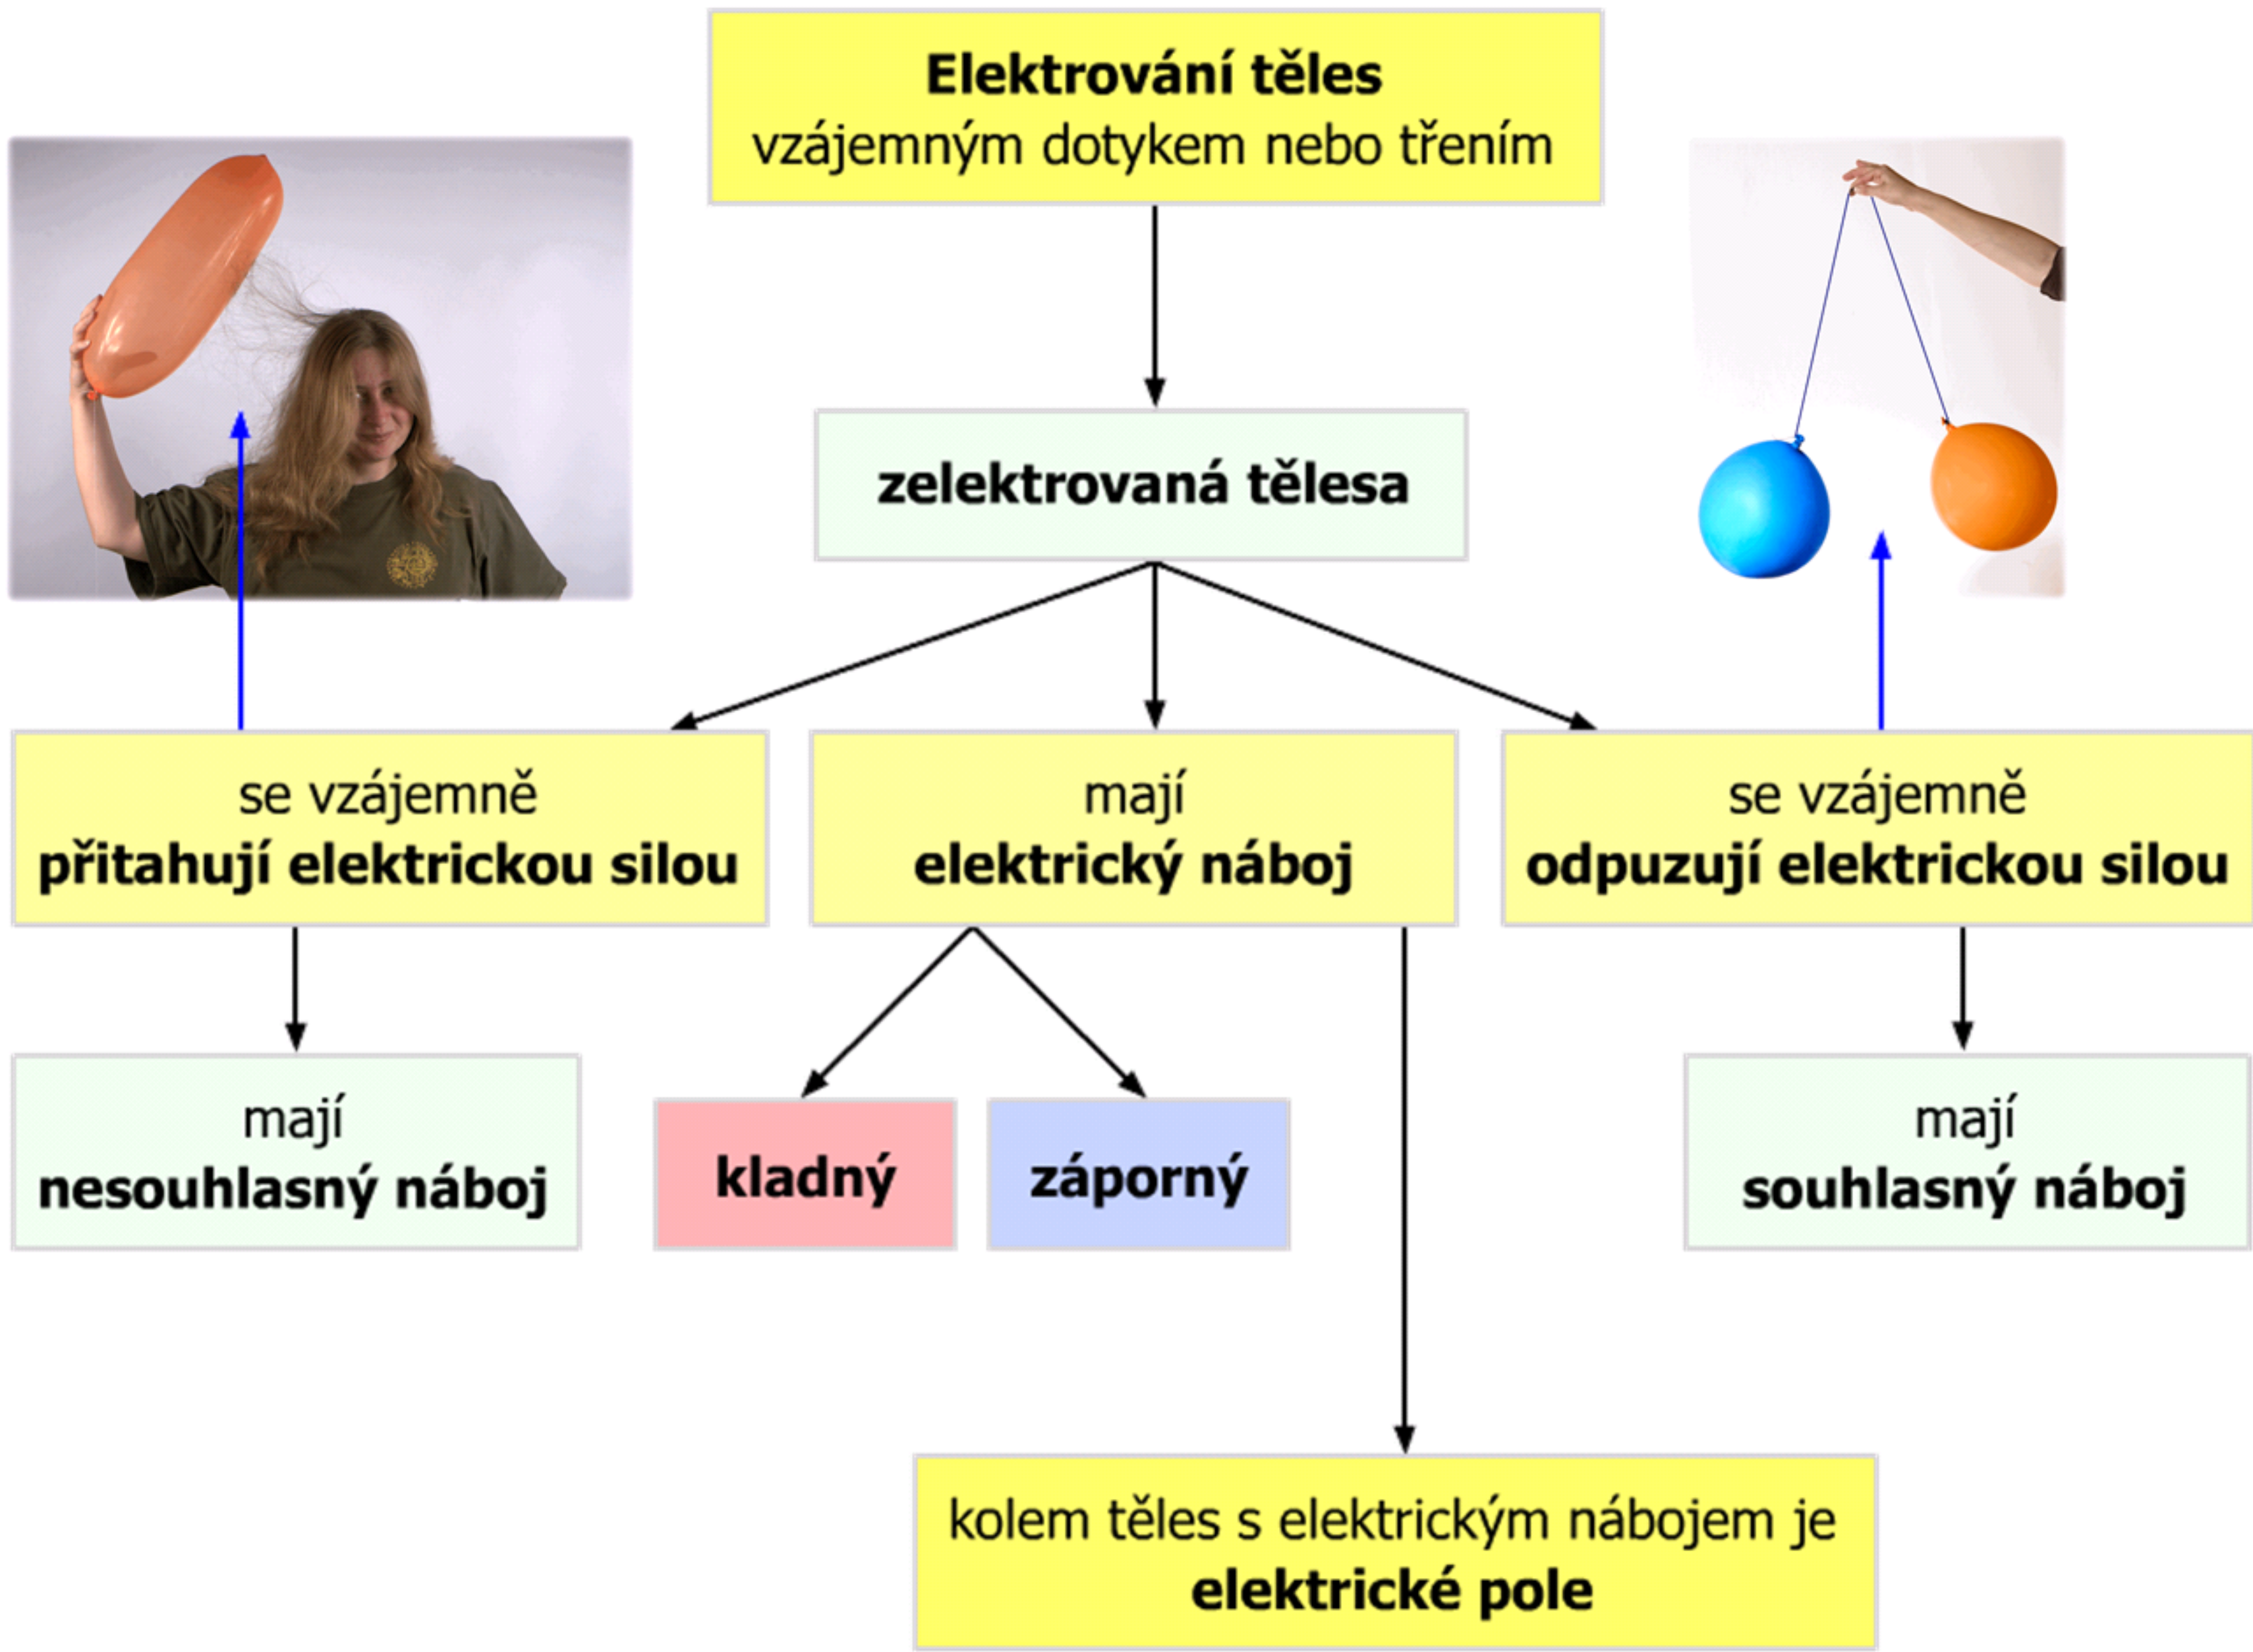 Elektrování těles
vzájemným dotykem nebo třením
zelektrovaná tělesa
se vzájemně
přitahují elektrickou silou
mají
elektrický náboj
se vzájemně
odpuzují elektrickou silou
mají
nesouhlasný náboj
kladný
záporný
mají
souhlasný náboj
kolem těles s elektrickým nábojem je
elektrické pole